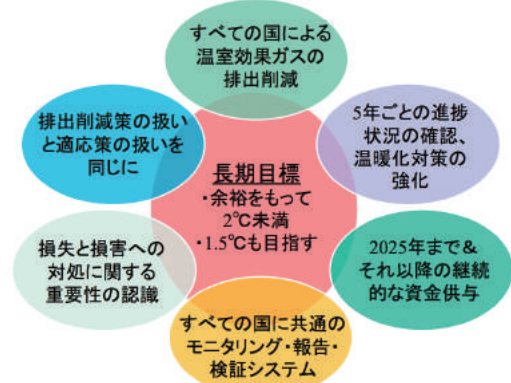 すべての国による
温室効果ガスの
排出削減
排出削減策の扱い
と適応策の扱いを
同じに
5年ごとの進捗
状況の確認、
温暖化対策の
強化
長期目標
・余裕をもって
2℃未満
・1.5℃も目指す
損失と損害への
対処に関する
重要性の認識
2025年まで&
それ以降の継続
的な資金供与
すべての国に共通の
モニタリング・報告・
検証システム